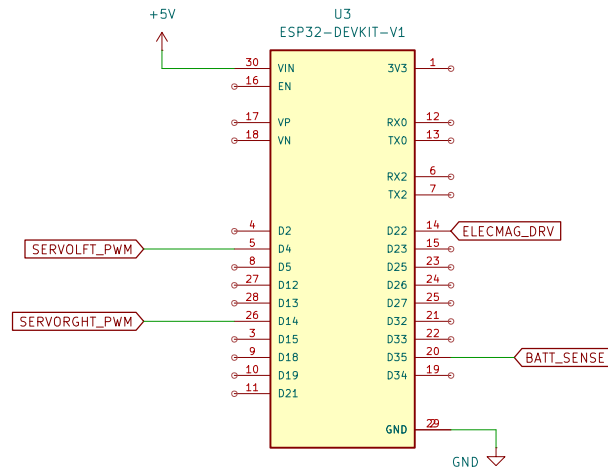 +5V
U3
ESP32-DEVKIT-V1
30 VIN 3V3 1
16 EN
17 VP RX0 12
18 VN TX0 13
RX2 6
TX2 7
4 D2 D22 14 ELECMAG_DRV
SERVOLFT_PWM 5 D4 D23 15
8 D5 D25 23
27 D12 D26 24
28 D13 D27 25
SERVORGHT_PWM 26 D14 D32 21
3 D15 D33 22
9 D18 D35 20 BATT_SENSE
10 D19 D34 19
11 D21
GND
GND